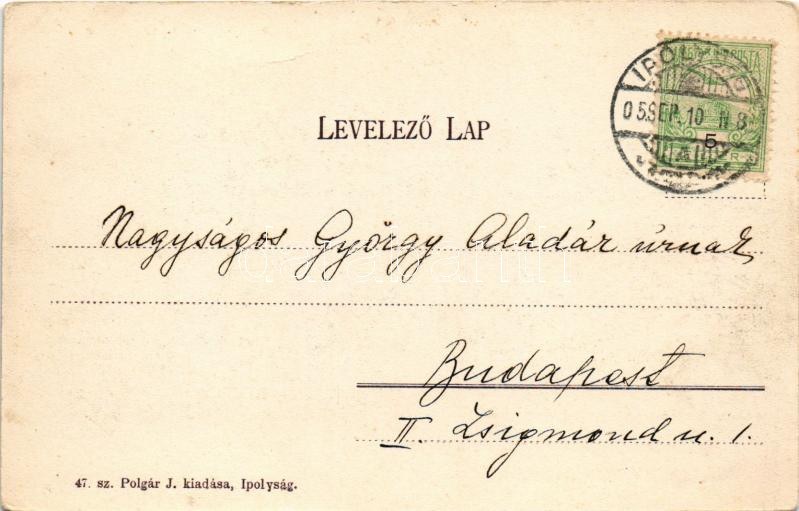 LEVELEZŐ LAP
05 SEP. 10
5
Nagyságos György Aladár úrnak
Budapest
II. Zsigmond u. 1.
47. sz. Polgár J. kiadása, Ipolyság.